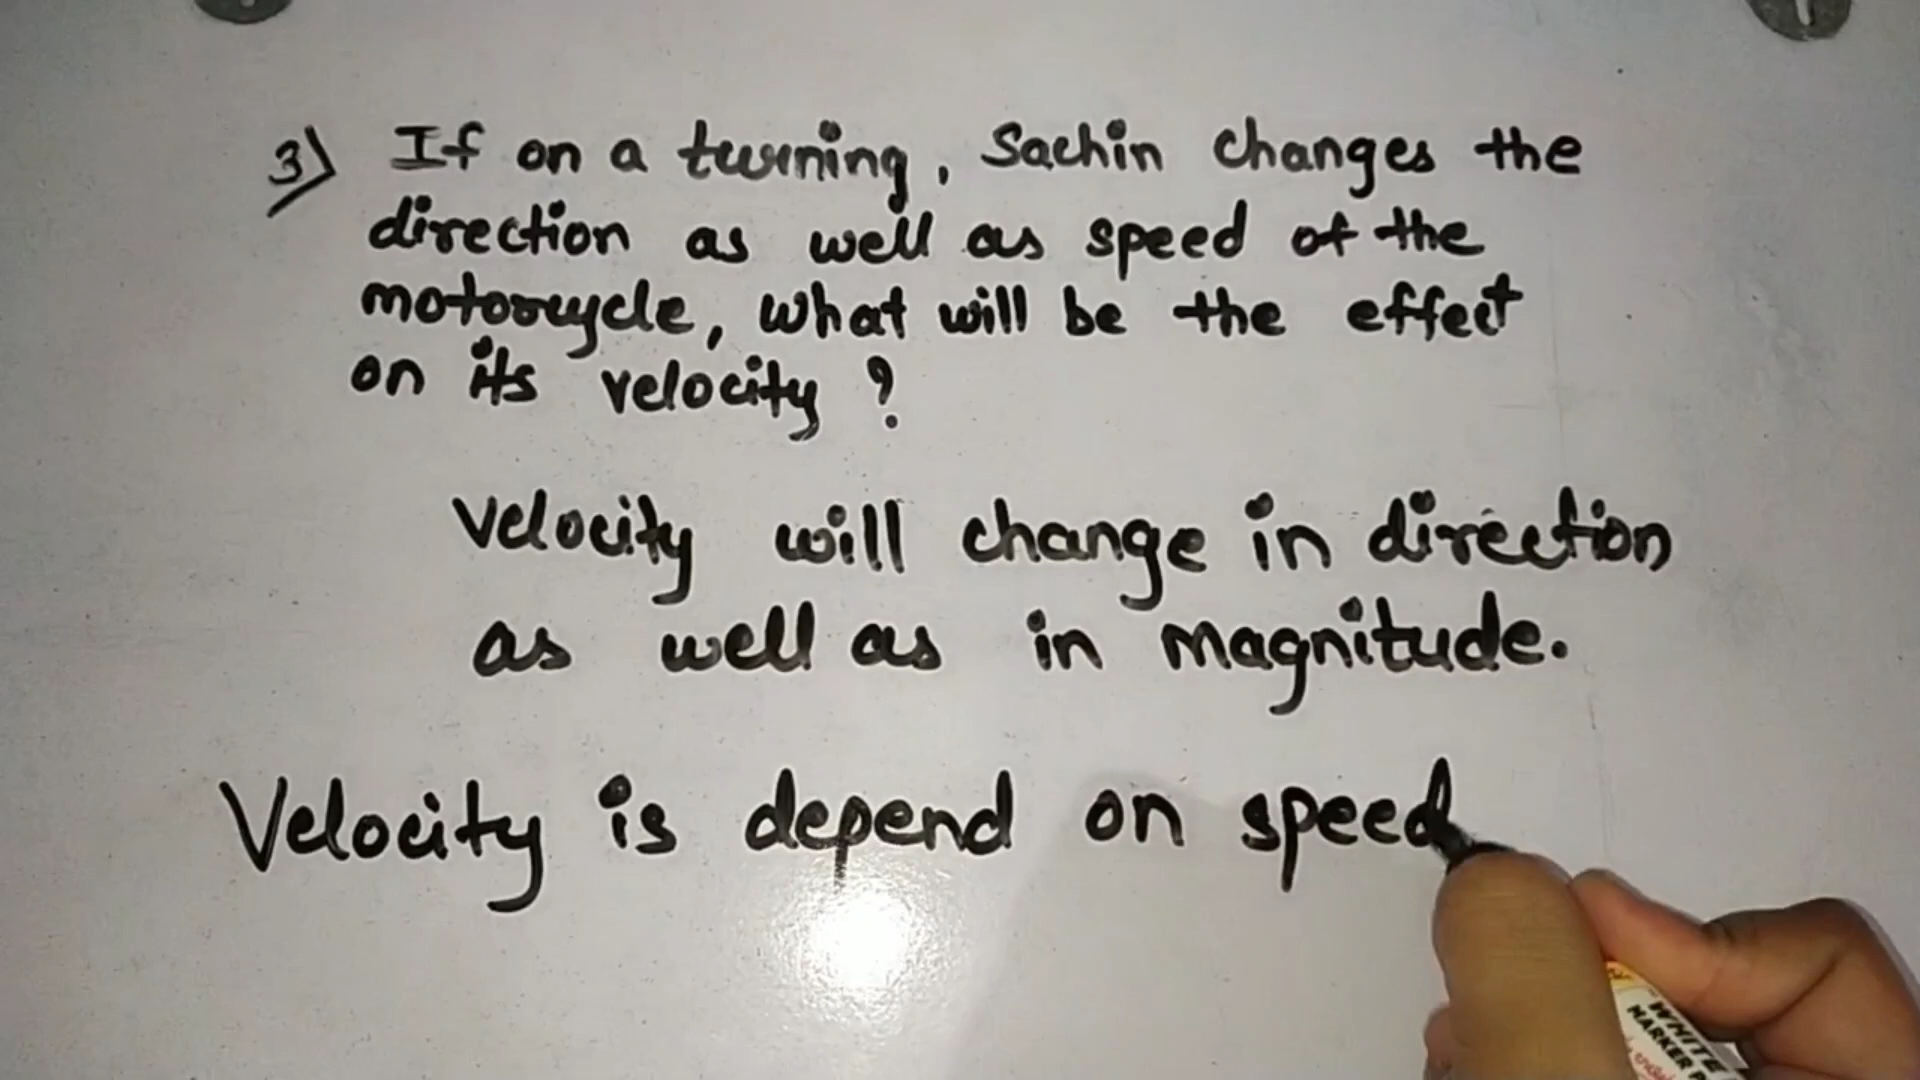 3) If on a turning, Sachin changes the
direction as well as speed of the
motorcycle, what will be the effect
on its velocity ?
Velocity will change in direction
as well as in magnitude.
Velocity is depend on speed
WHITE
MARKER